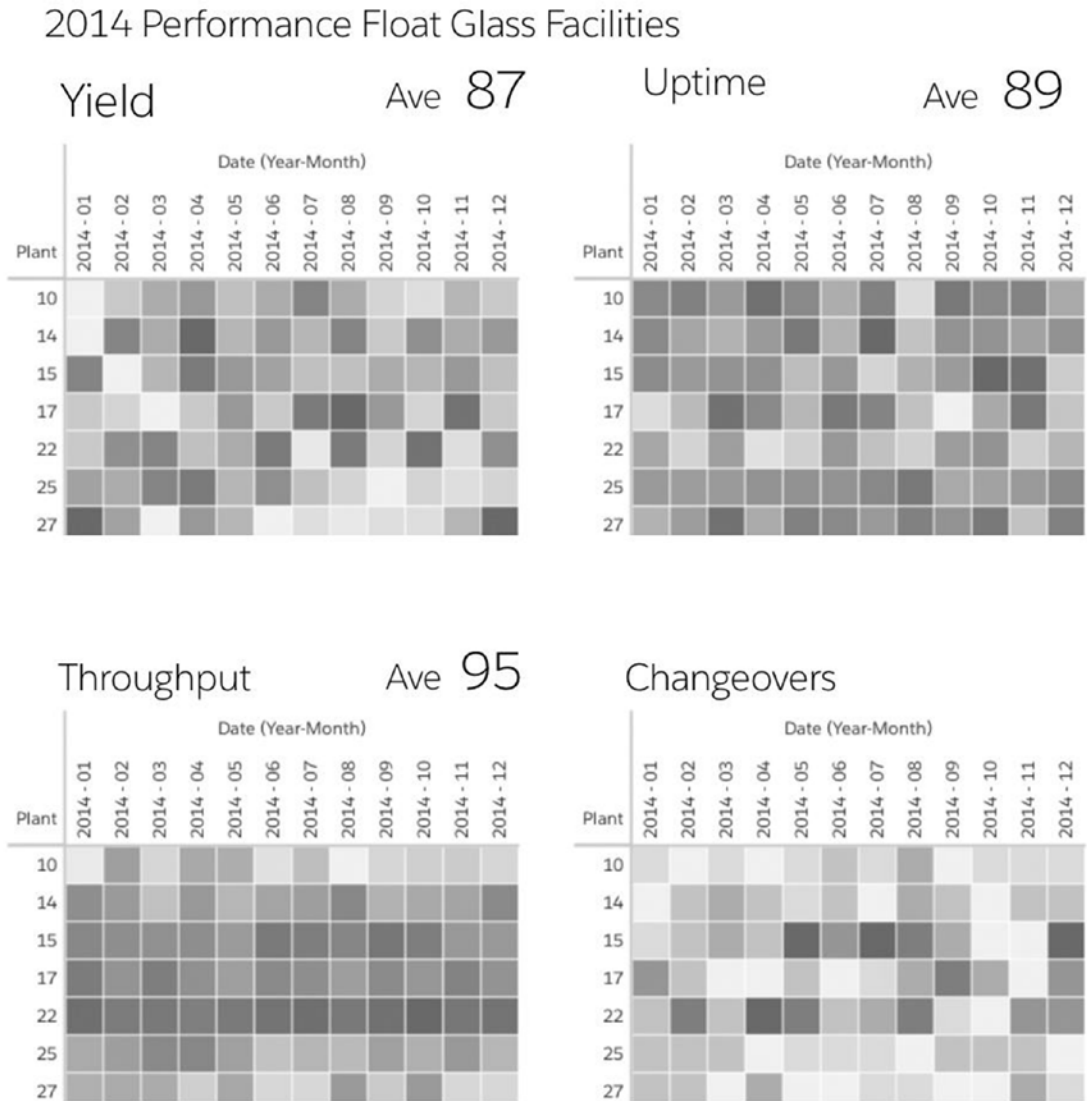 2014 Performance Float Glass Facilities
Yield Ave 87
Date (Year-Month)
Plant 2014 - 01 2014 - 02 2014 - 03 2014 - 04 2014 - 05 2014 - 06 2014 - 07 2014 - 08 2014 - 09 2014 - 10 2014 - 11 2014 - 12
10
14
15
17
22
25
27
Uptime Ave 89
Date (Year-Month)
Plant 2014 - 01 2014 - 02 2014 - 03 2014 - 04 2014 - 05 2014 - 06 2014 - 07 2014 - 08 2014 - 09 2014 - 10 2014 - 11 2014 - 12
10
14
15
17
22
25
27
Throughput Ave 95
Date (Year-Month)
Plant 2014 - 01 2014 - 02 2014 - 03 2014 - 04 2014 - 05 2014 - 06 2014 - 07 2014 - 08 2014 - 09 2014 - 10 2014 - 11 2014 - 12
10
14
15
17
22
25
27
Changeovers
Date (Year-Month)
Plant 2014 - 01 2014 - 02 2014 - 03 2014 - 04 2014 - 05 2014 - 06 2014 - 07 2014 - 08 2014 - 09 2014 - 10 2014 - 11 2014 - 12
10
14
15
17
22
25
27